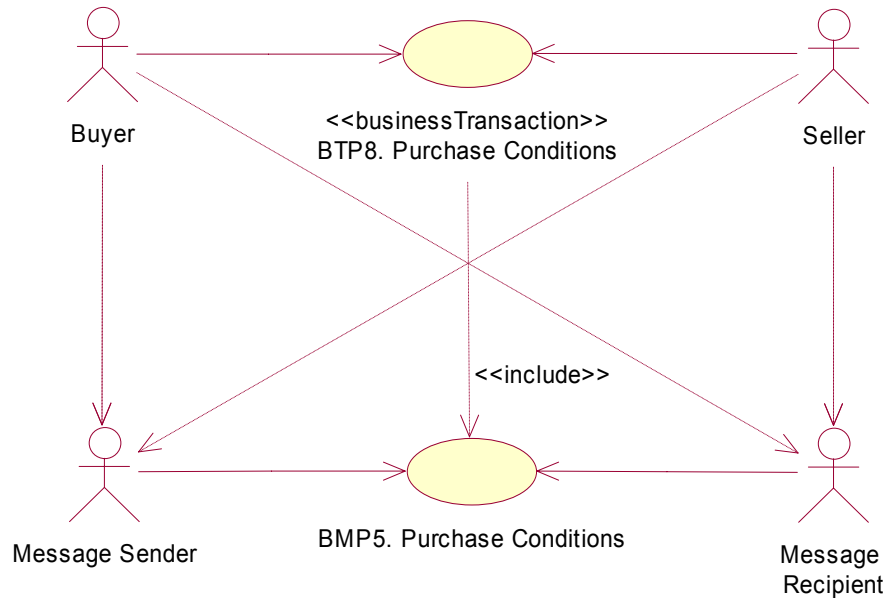 <<businessTransaction>>
BTP8. Purchase Conditions
Buyer
Seller
<<include>>
BMP5. Purchase Conditions
Message Sender
Message
Recipient